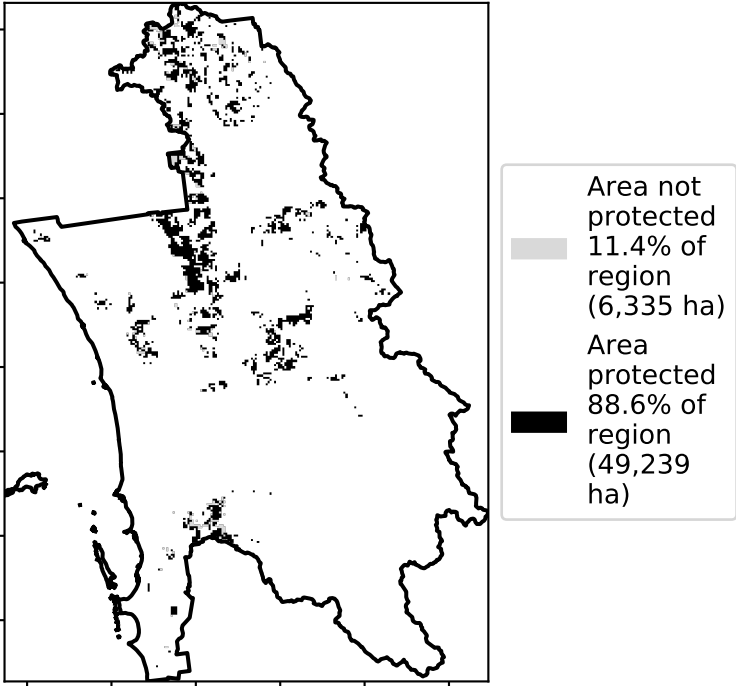 Area not
protected
11.4% of
region
(6,335 ha)
Area
protected
88.6% of
region
(49,239
ha)